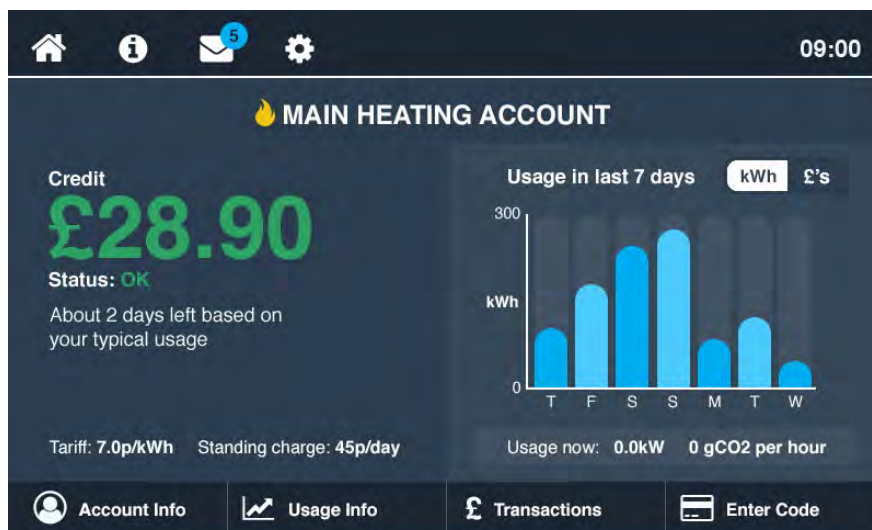 5
09:00
MAIN HEATING ACCOUNT
Credit
£28.90
Status: OK
About 2 days left based on
your typical usage
Tariff: 7.0p/kWh Standing charge: 45p/day
Usage in last 7 days kWh £'s
300
kWh
0
T F S S M T W
Usage now: 0.0kW 0 gCO2 per hour
Account Info Usage Info £ Transactions Enter Code